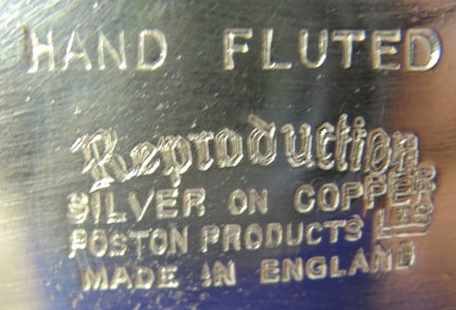 HAND FLUTED
Reproduction
SILVER ON COPPER
POSTON PRODUCTS LTD
MADE IN ENGLAND